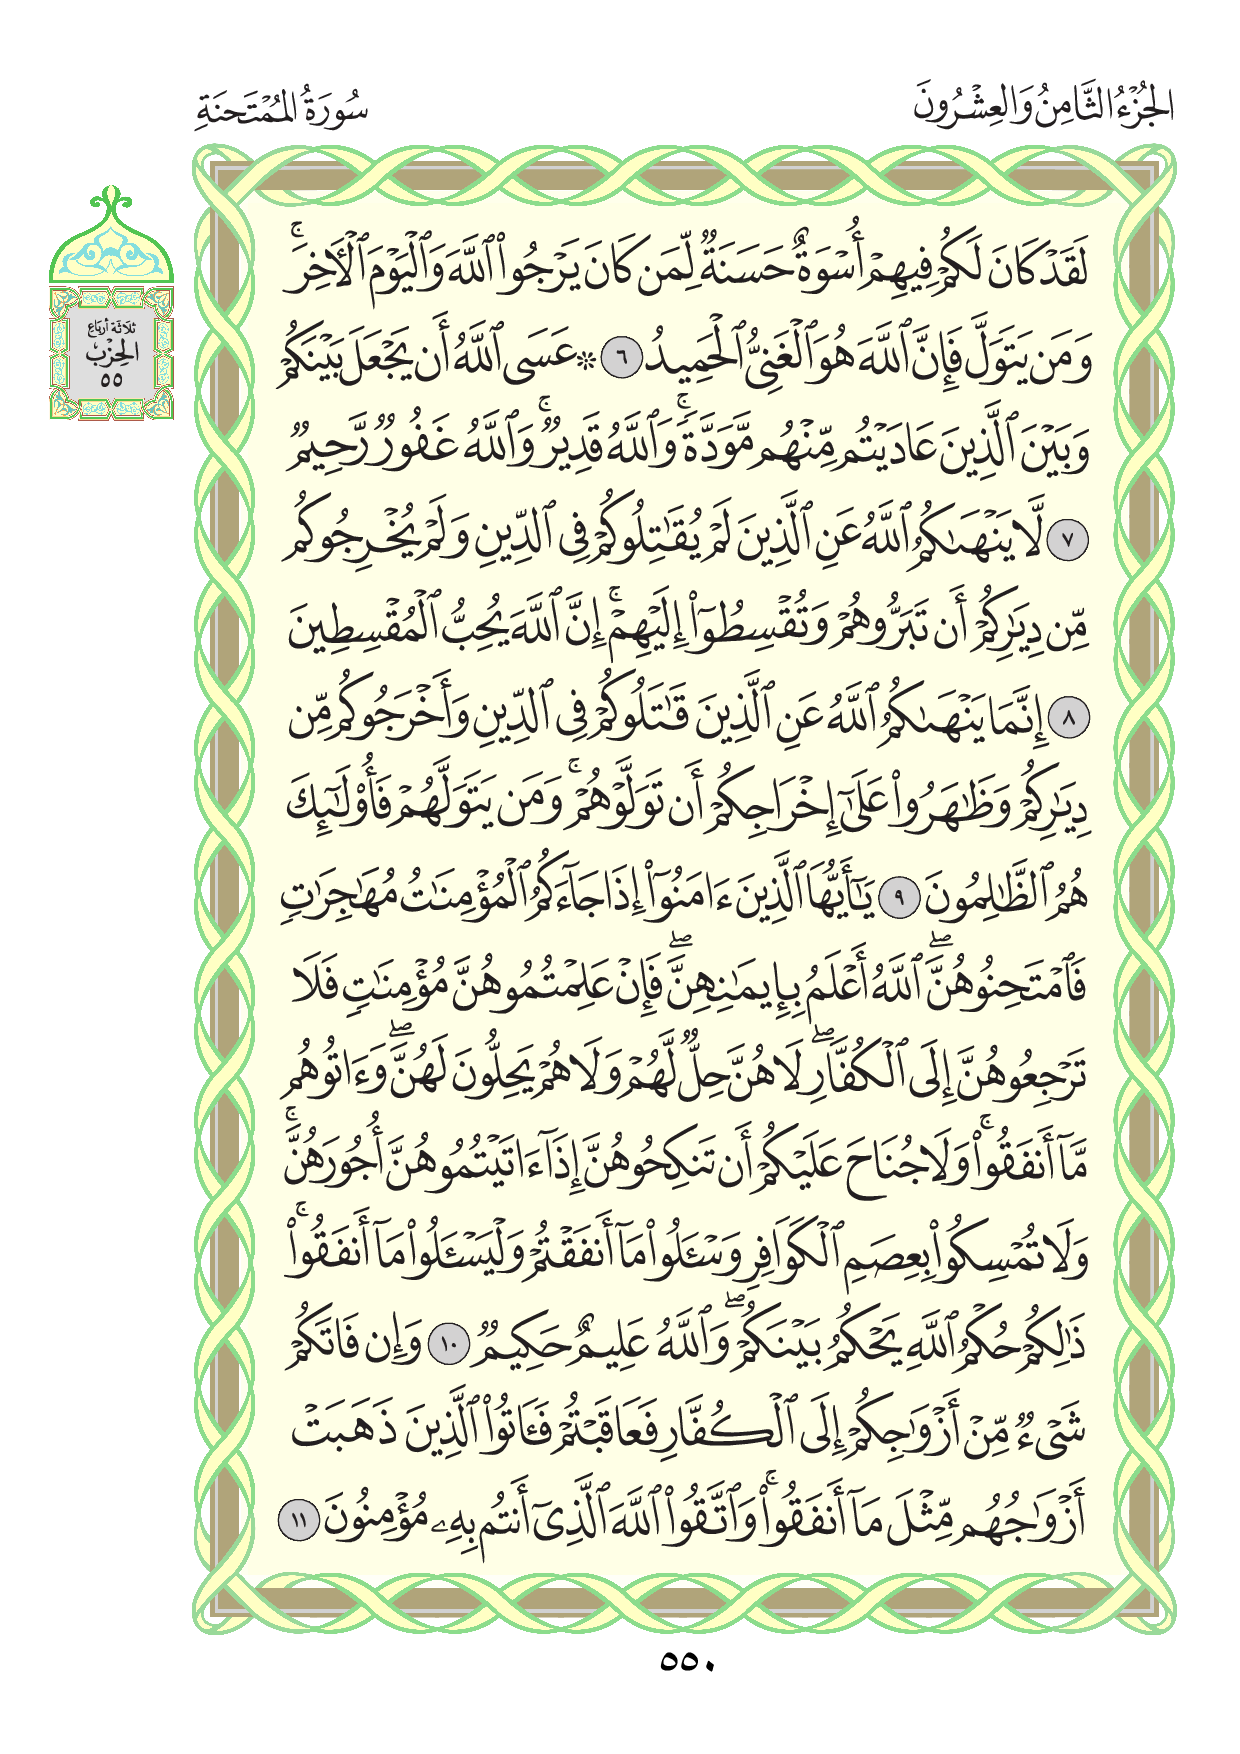 الجُزْءُ الثَّامِنُ وَالعِشْرُونَ
سُورَةُ المُمْتَحنَةِ
لَقَدْ كَانَ لَكُمْ فِيهِمْ أُسْوَةٌ حَسَنَةٌ لِّمَن كَانَ يَرْجُوا۟ ٱللَّهَ وَٱلْيَوْمَ ٱلْأَخِرَۚ
وَمَن يَتَوَلَّ فَإِنَّ ٱللَّهَ هُوَ ٱلْغَنِىُّ ٱلْحَمِيدُ ٦ ۞ عَسَى ٱللَّهُ أَن يَجْعَلَ بَيْنَكُمْ
وَبَيْنَ ٱلَّذِينَ عَادَيْتُم مِّنْهُم مَّوَدَّةًۚ وَٱللَّهُ قَدِيرٌۚ وَٱللَّهُ غَفُورٌ رَّحِيمٌ
٧ لَّا يَنْهَىٰكُمُ ٱللَّهُ عَنِ ٱلَّذِينَ لَمْ يُقَـٰتِلُوكُمْ فِى ٱلدِّينِ وَلَمْ يُخْرِجُوكُم
مِّن دِيَـٰرِكُمْ أَن تَبَرُّوهُمْ وَتُقْسِطُوٓا۟ إِلَيْهِمْۚ إِنَّ ٱللَّهَ يُحِبُّ ٱلْمُقْسِطِينَ
٨ إِنَّمَا يَنْهَىٰكُمُ ٱللَّهُ عَنِ ٱلَّذِينَ قَـٰتَلُوكُمْ فِى ٱلدِّينِ وَأَخْرَجُوكُم مِّن
دِيَـٰرِكُمْ وَظَـٰهَرُوا۟ عَلَىٰٓ إِخْرَاجِكُمْ أَن تَوَلَّوْهُمْۚ وَمَن يَتَوَلَّهُمْ فَأُو۟لَـٰٓئِكَ
هُمُ ٱلظَّـٰلِمُونَ ٩ يَـٰٓأَيُّهَا ٱلَّذِينَ ءَامَنُوٓا۟ إِذَا جَآءَكُمُ ٱلْمُؤْمِنَـٰتُ مُهَـٰجِرَٰتٍ
فَٱمْتَحِنُوهُنَّۖ ٱللَّهُ أَعْلَمُ بِإِيمَـٰنِهِنَّۖ فَإِنْ عَلِمْتُمُوهُنَّ مُؤْمِنَـٰتٍ فَلَا
تَرْجِعُوهُنَّ إِلَى ٱلْكُفَّارِۖ لَا هُنَّ حِلٌّ لَّهُمْ وَلَا هُمْ يَحِلُّونَ لَهُنَّۖ وَءَاتُوهُم
مَّآ أَنفَقُوا۟ۚ وَلَا جُنَاحَ عَلَيْكُمْ أَن تَنكِحُوهُنَّ إِذَآ ءَاتَيْتُمُوهُنَّ أُجُورَهُنَّۚ
وَلَا تُمْسِكُوا۟ بِعِصَمِ ٱلْكَوَافِرِ وَسْـَٔلُوا۟ مَآ أَنفَقْتُمْ وَلْيَسْـَٔلُوا۟ مَآ أَنفَقُوا۟ۚ
ذَٰلِكُمْ حُكْمُ ٱللَّهِ يَحْكُمُ بَيْنَكُمْۖ وَٱللَّهُ عَلِيمٌ حَكِيمٌ ١٠ وَإِن فَاتَكُمْ
شَىْءٌ مِّنْ أَزْوَٰجِكُمْ إِلَى ٱلْكُفَّارِ فَعَاقَبْتُمْ فَـَٔاتُوا۟ ٱلَّذِينَ ذَهَبَتْ
أَزْوَٰجُهُم مِّثْلَ مَآ أَنفَقُوا۟ۚ وَٱتَّقُوا۟ ٱللَّهَ ٱلَّذِىٓ أَنتُم بِهِۦ مُؤْمِنُونَ ١١
ثلاثة أرباع
الحِزْب
٥٥
٥٥٠